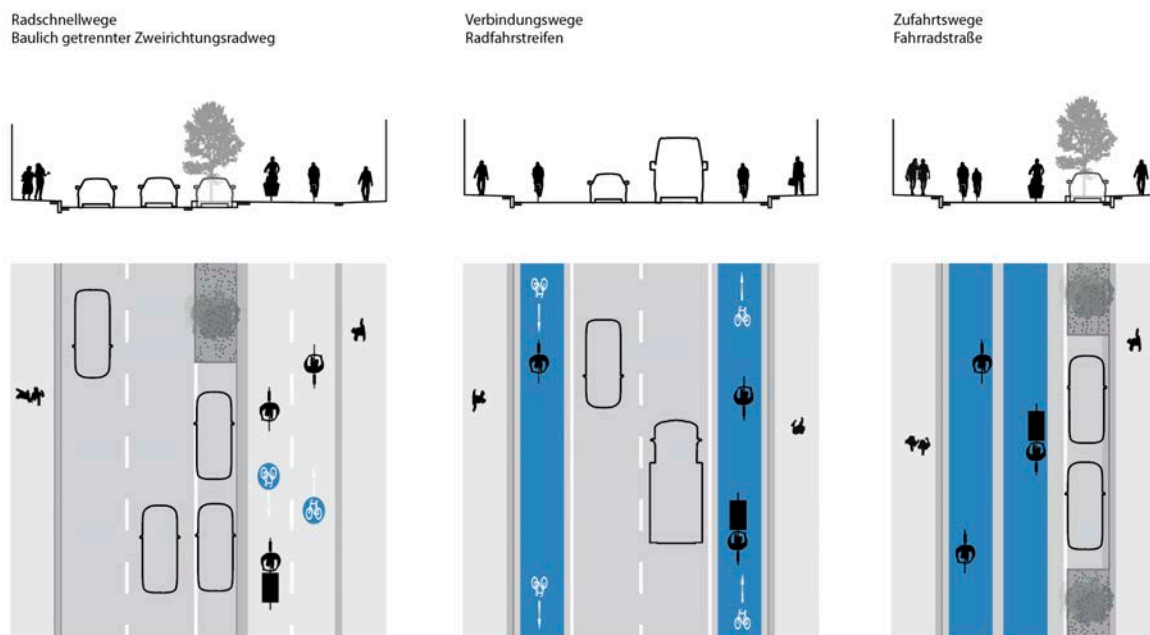 Radschnellwege
Baulich getrennter Zweirichtungsradweg
Verbindungswege
Radfahrstreifen
Zufahrtswege
Fahrradstraße